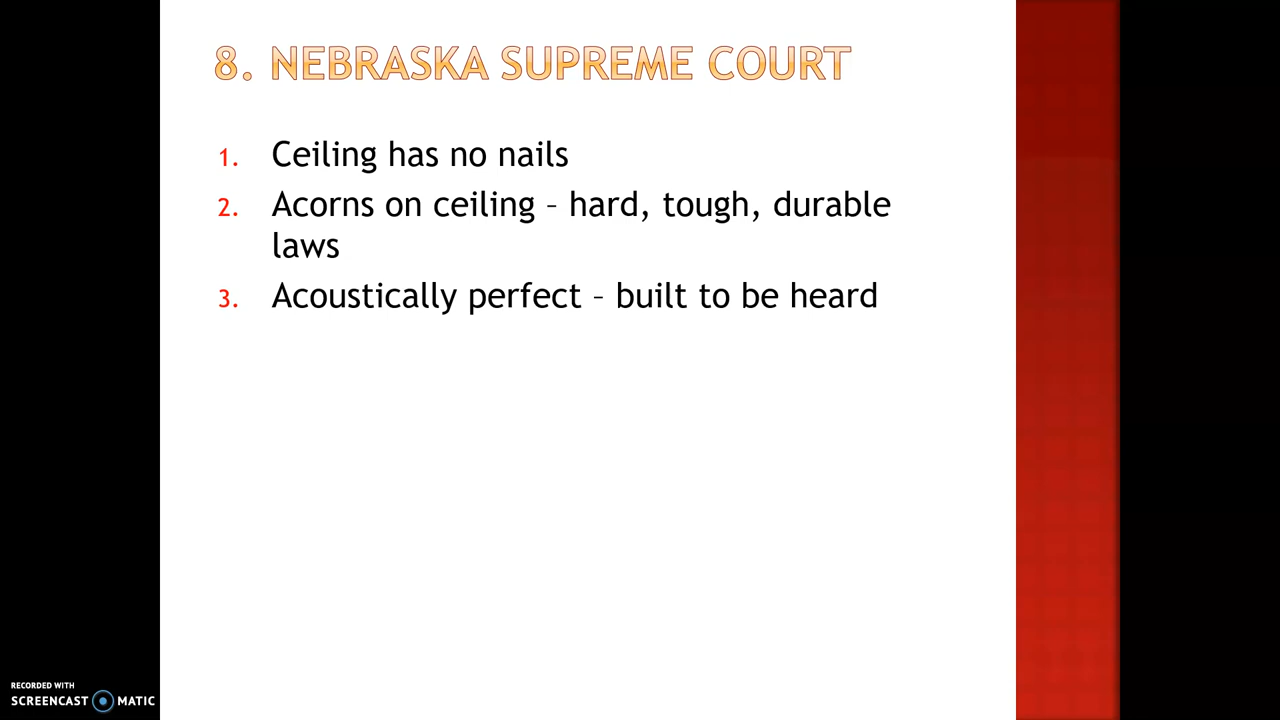 8. NEBRASKA SUPREME COURT
1. Ceiling has no nails
2. Acorns on ceiling – hard, tough, durable
laws
3. Acoustically perfect – built to be heard
RECORDED WITH
SCREENCAST MATIC